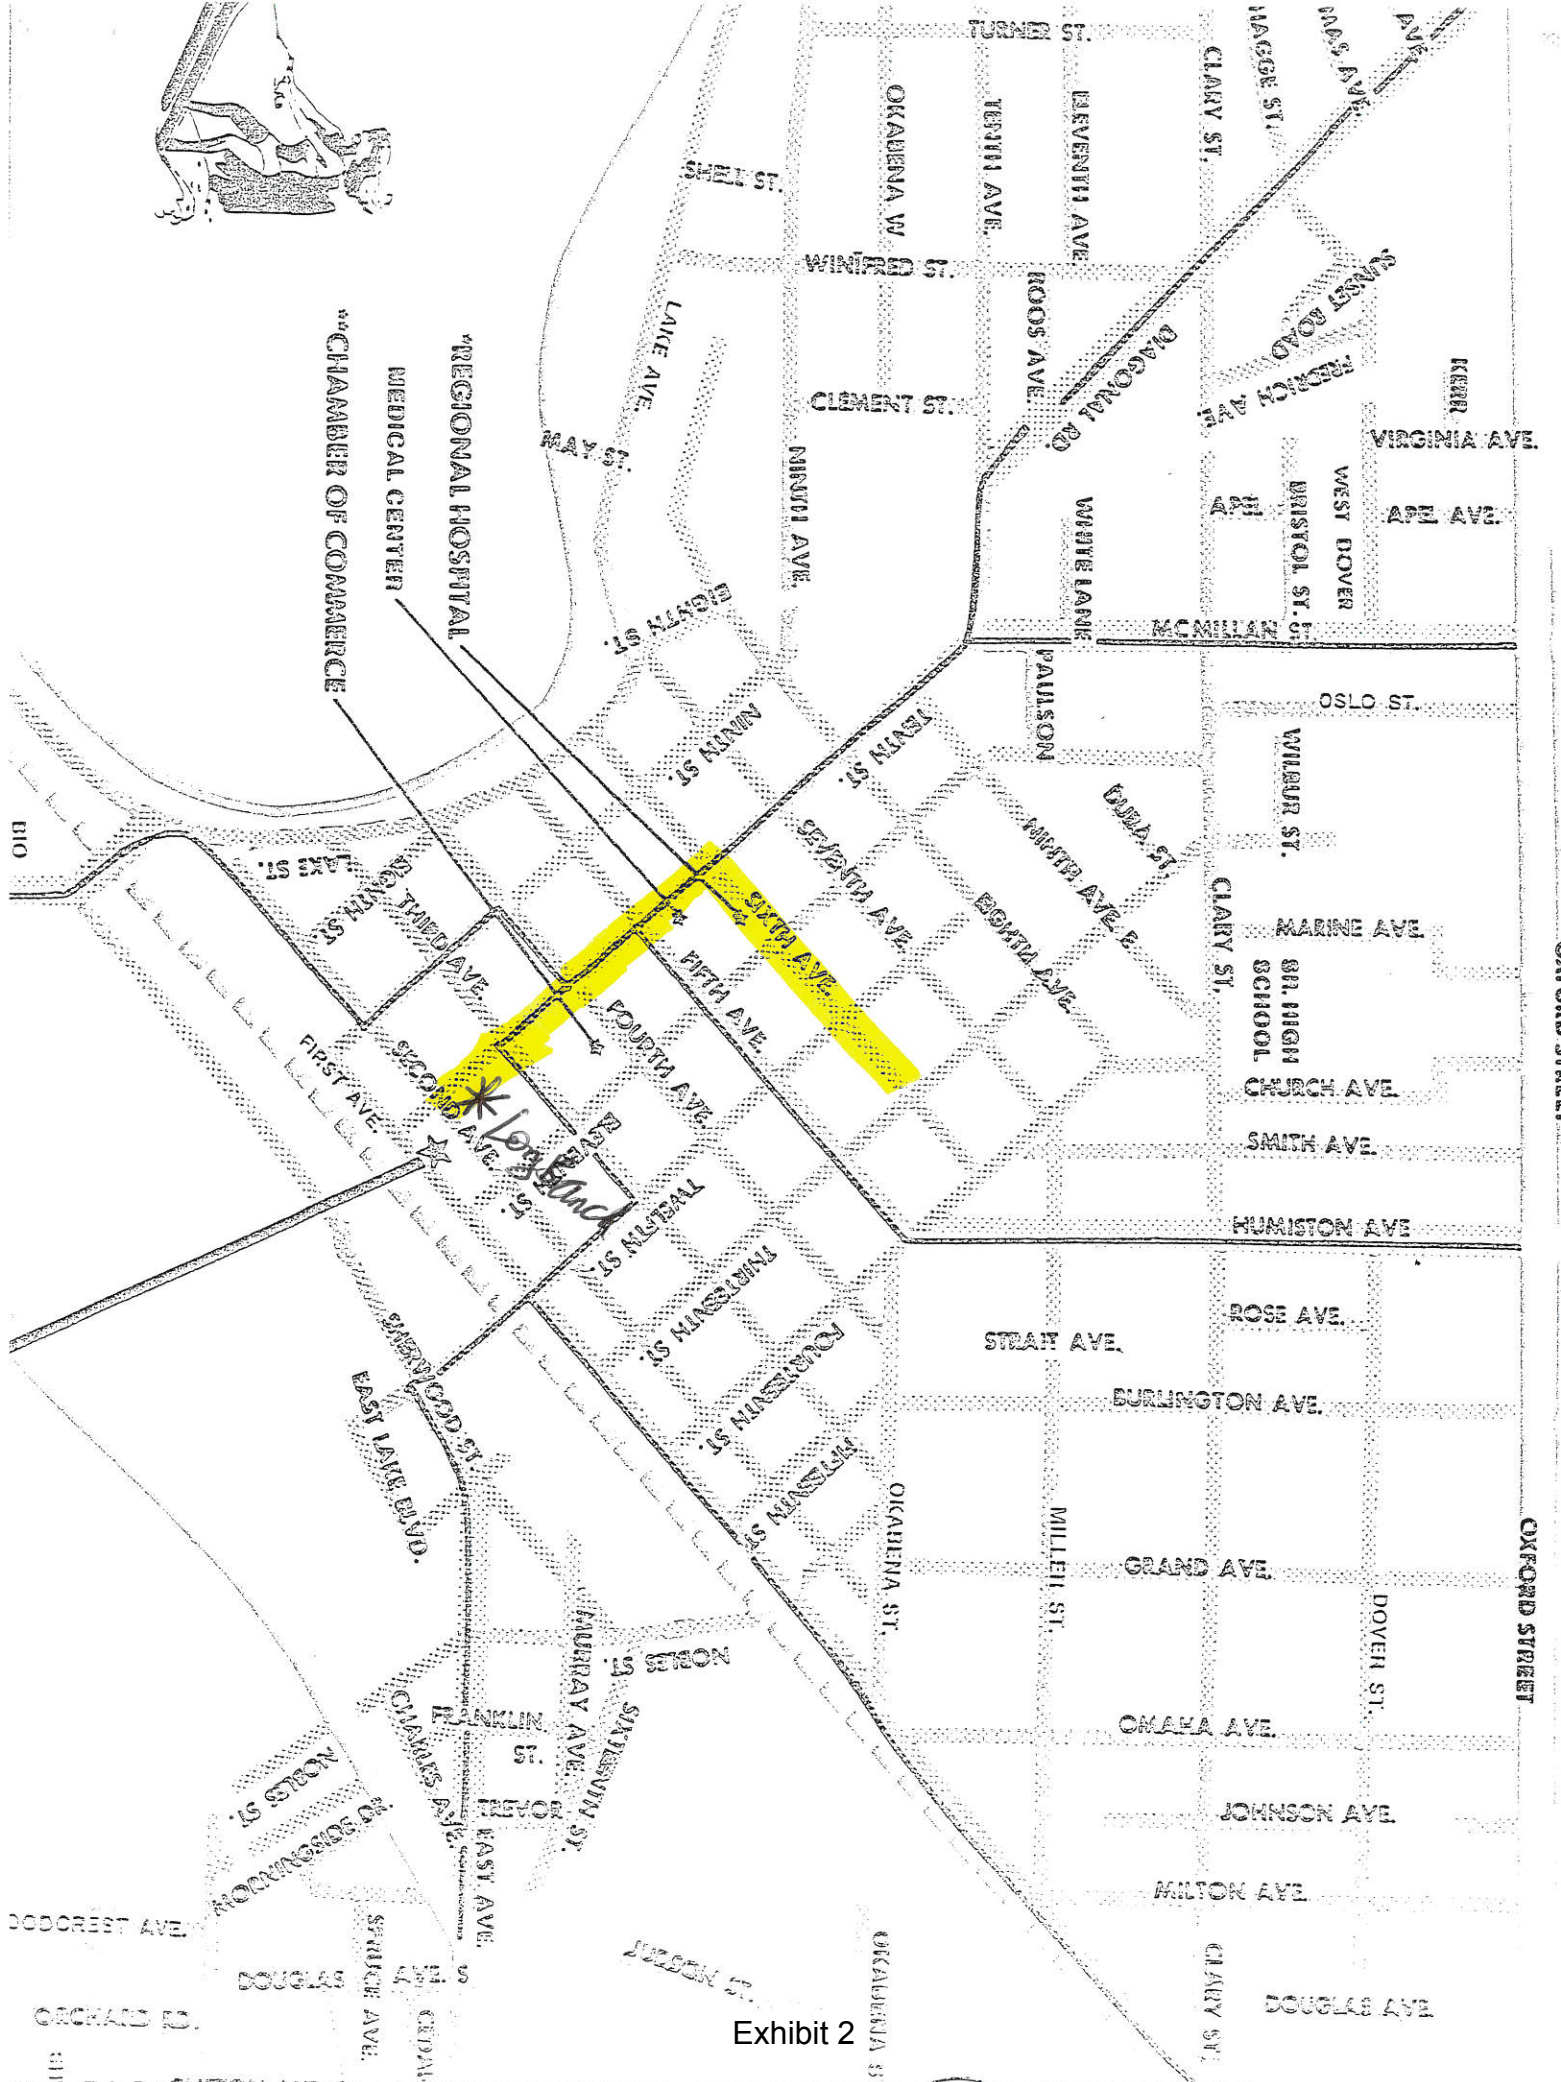 TURNER ST.
CLARY ST.
HAGGE ST.
AVE.
OKABENA W
TENTH AVE.
ELEVENTH AVE.
SHELL ST.
WINIFRED ST.
SUNSET ROAD
ROOS AVE.
LAKE AVE.
DIAGONAL RD.
FREDRICH AVE.
KERR
CLEMENT ST.
VIRGINIA AVE.
MAY ST.
NINTH AVE.
WHITE LANE
APEL
BRISTOL ST.
WEST DOVER
APEL AVE.
*REGIONAL HOSPITAL
MEDICAL CENTER
**CHAMBER OF COMMERCE
EIGHTH ST.
MCMILLAN ST.
PAULSON
OSLO ST.
NINTH ST.
TENTH ST.
WILBUR ST.
DUBA ST.
NINTH AVE.
SEVENTH AVE.
EIGHTH AVE.
BIO
LAKE ST.
EIGHTH ST.
THIRD AVE.
SIXTH AVE.
CLARY ST.
MARINE AVE.
SR. HIGH
SCHOOL
FIFTH AVE.
FOURTH AVE.
FIRST AVE.
SECOND AVE.
CHURCH AVE.
* Long Branch
ELEVENTH ST.
SMITH AVE.
TWELFTH ST.
HUMISTON AVE
THIRTEENTH ST.
ROSE AVE.
STRAIT AVE.
FOURTEENTH ST.
SHERWOOD ST.
EAST LAKE BLVD.
BURLINGTON AVE.
FIFTEENTH ST
OKABENA ST.
MILLER ST.
GRAND AVE.
DOVER ST.
OXFORD STREET
NOBLES ST.
MURRAY AVE.
SIXTEENTH ST.
CHARLES AVE.
FRANKLIN
ST.
OMAHA AVE.
NOBLES ST.
MORNINGSIDE DR.
TREVOR
EAST AVE.
JOHNSON AVE.
MILTON AVE
SPRUCE AVE.
DOUGLAS AVE. S
ORCHARD RD.
OKABENA S
CLARY ST.
DOUGLAS AVE
Exhibit 2